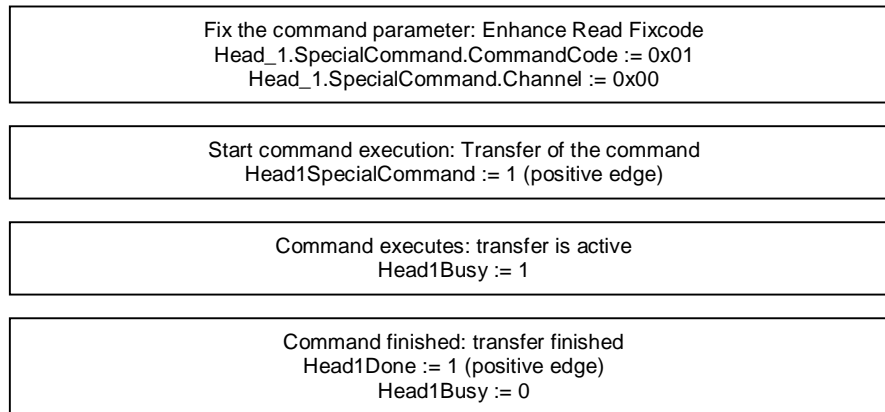 Fix the command parameter: Enhance Read Fixcode
Head_1.SpecialCommand.CommandCode := 0x01
Head_1.SpecialCommand.Channel := 0x00
Start command execution: Transfer of the command
Head1SpecialCommand := 1 (positive edge)
Command executes: transfer is active
Head1Busy := 1
Command finished: transfer finished
Head1Done := 1 (positive edge)
Head1Busy := 0